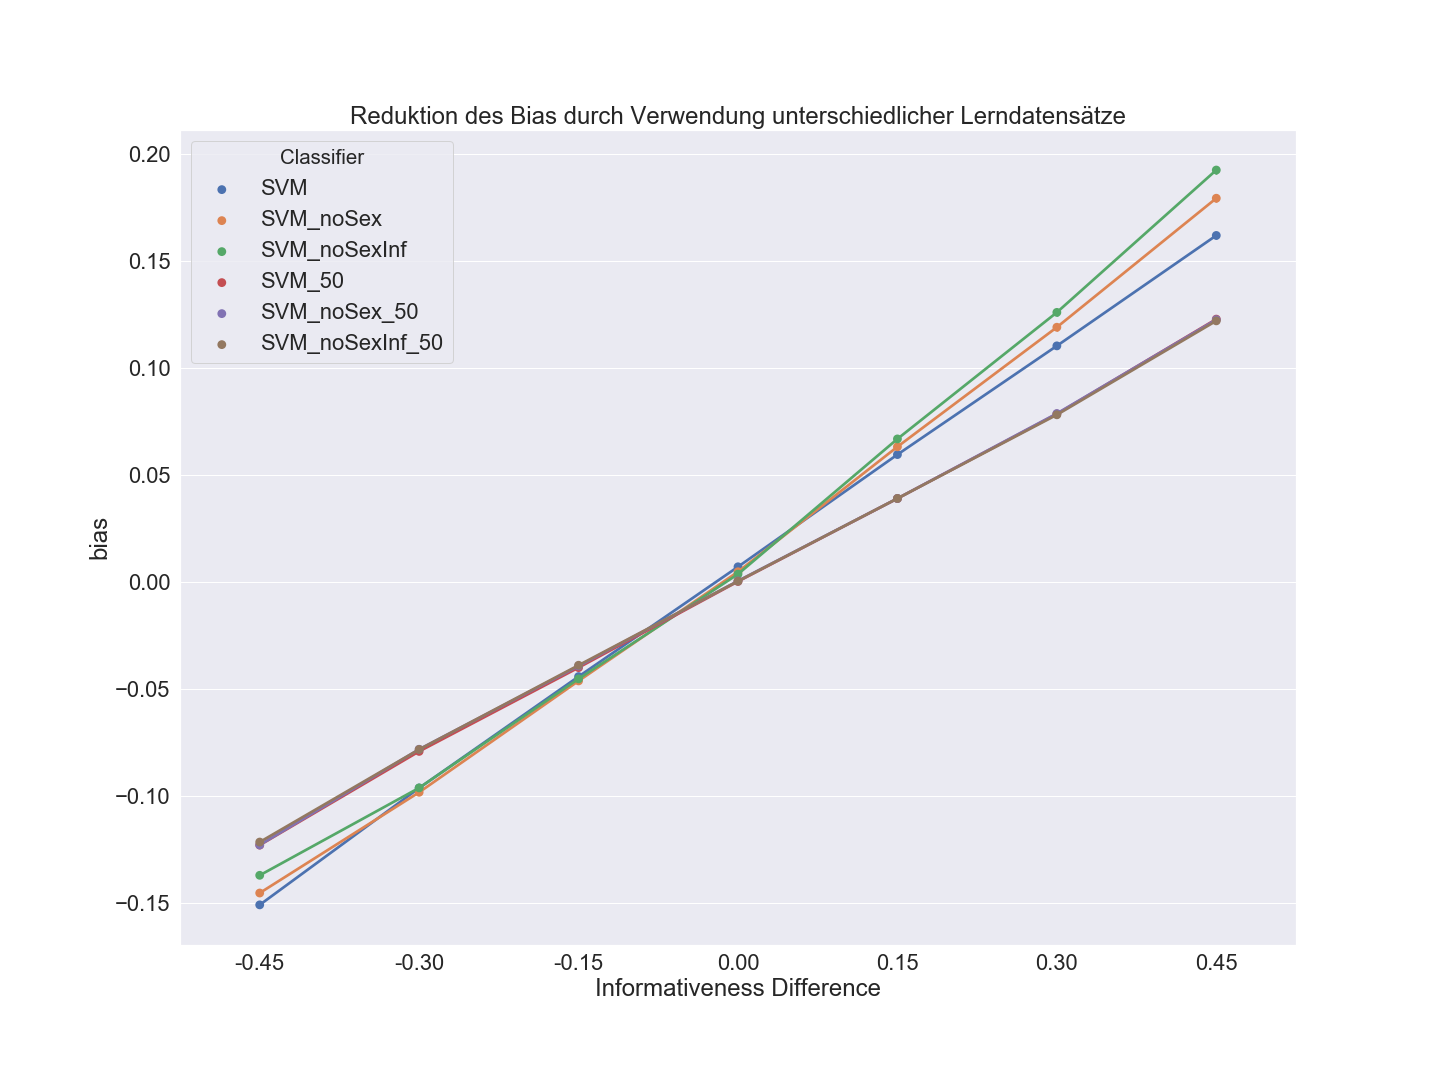 Reduktion des Bias durch Verwendung unterschiedlicher Lerndatensätze
Classifier
SVM
SVM_noSex
SVM_noSexInf
SVM_50
SVM_noSex_50
SVM_noSexInf_50
0.20
0.15
0.10
0.05
0.00
−0.05
−0.10
−0.15
bias
-0.45 -0.30 -0.15 0.00 0.15 0.30 0.45
Informativeness Difference